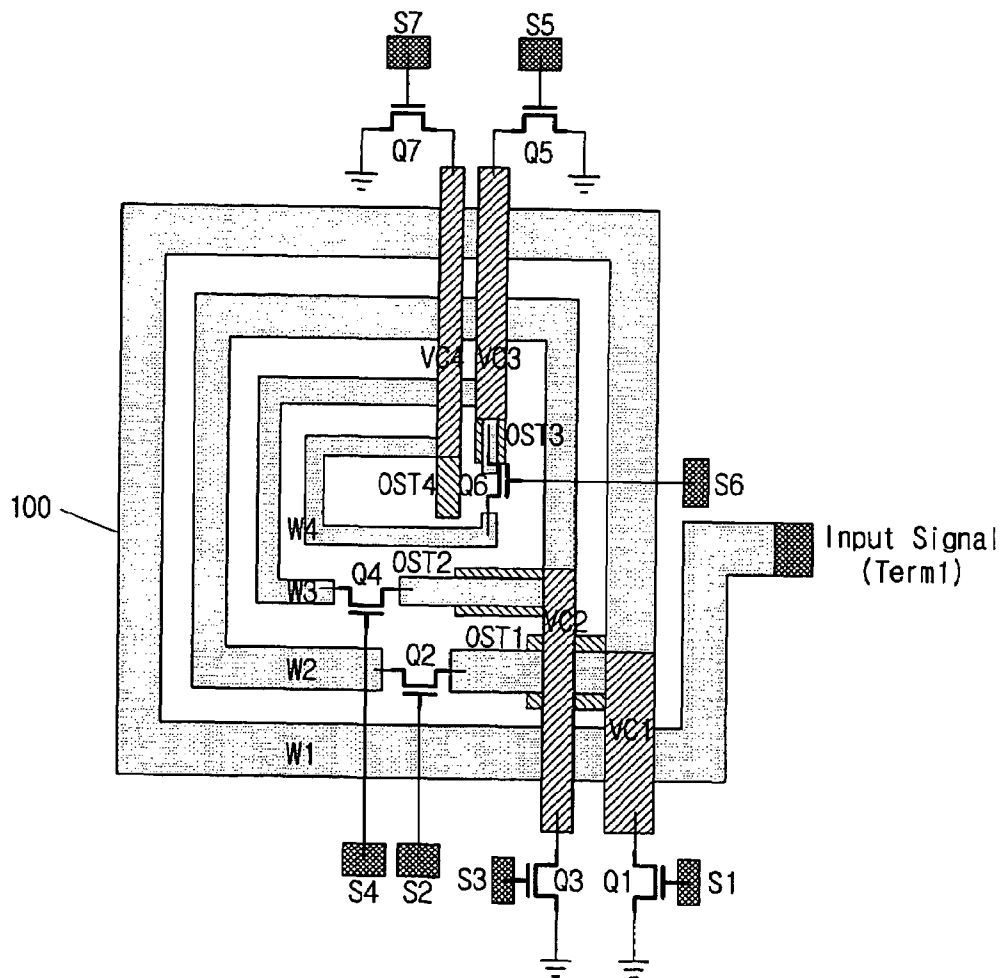 S7 S5
Q7 Q5
VC4 VC3
OST3
OST4 Q6 S6
100
W4
Input Signal
(Term1)
OST2
Q4
W3
VC2
OST1
Q2
W2
VC1
W1
S4 S2 S3 Q3 Q1 S1